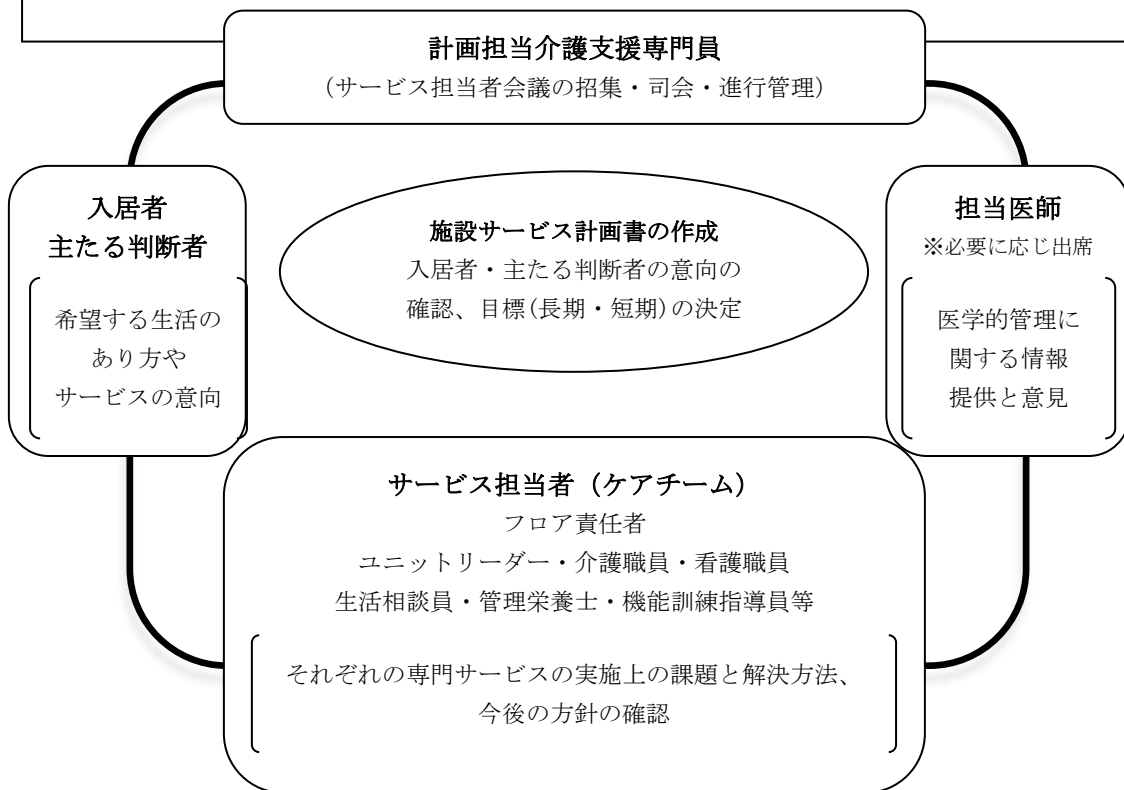 計画担当介護支援専門員
(サービス担当者会議の招集・司会・進行管理)
入居者
主たる判断者
希望する生活の
あり方や
サービスの意向
施設サービス計画書の作成
入居者・主たる判断者の意向の
確認、目標(長期・短期)の決定
担当医師
※必要に応じ出席
医学的管理に
関する情報
提供と意見
サービス担当者（ケアチーム）
フロア責任者
ユニットリーダー・介護職員・看護職員
生活相談員・管理栄養士・機能訓練指導員等
それぞれの専門サービスの実施上の課題と解決方法、
今後の方針の確認